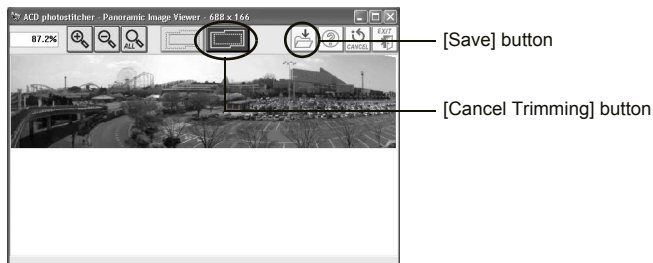 ACD photostitcher - Panoramic Image Viewer - 688 x 166
87.2%
ALL
CANCEL
EXIT
[Save] button
[Cancel Trimming] button